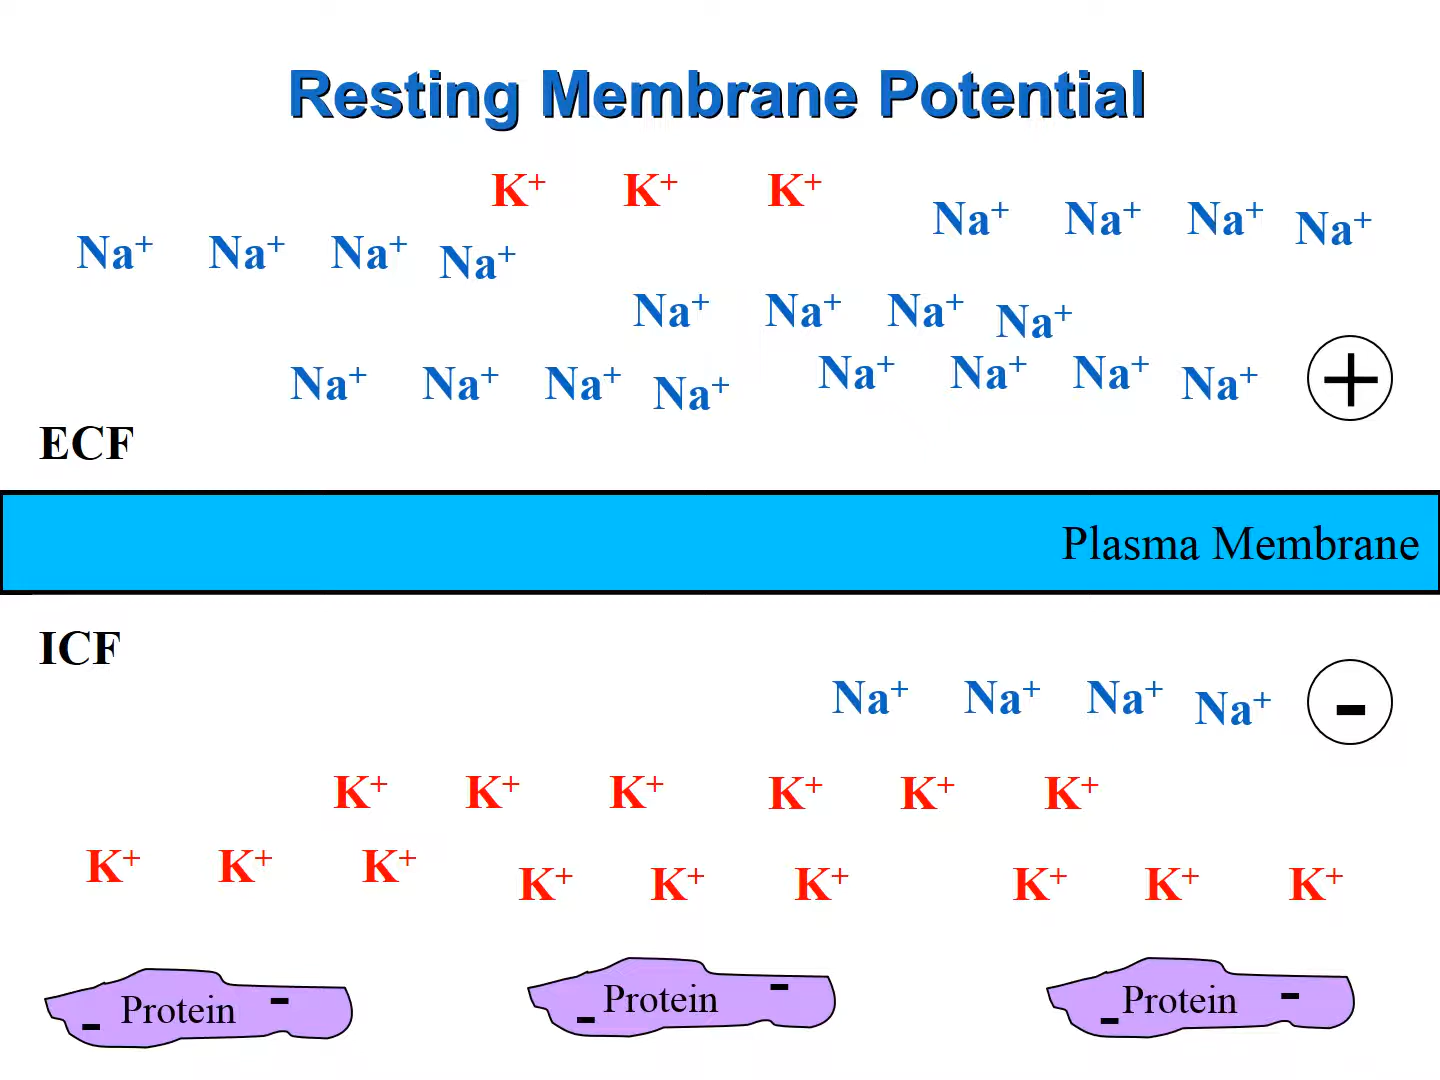 Resting Membrane Potential
K⁺ K⁺ K⁺
Na⁺ Na⁺ Na⁺ Na⁺
Na⁺ Na⁺ Na⁺ Na⁺
Na⁺ Na⁺ Na⁺ Na⁺
Na⁺ Na⁺ Na⁺ Na⁺
Na⁺ Na⁺ Na⁺ Na⁺
+
ECF
Plasma Membrane
ICF
Na⁺ Na⁺ Na⁺ Na⁺
-
K⁺ K⁺ K⁺ K⁺ K⁺ K⁺
K⁺ K⁺ K⁺ K⁺ K⁺ K⁺ K⁺ K⁺ K⁺
- Protein -
- Protein -
- Protein -